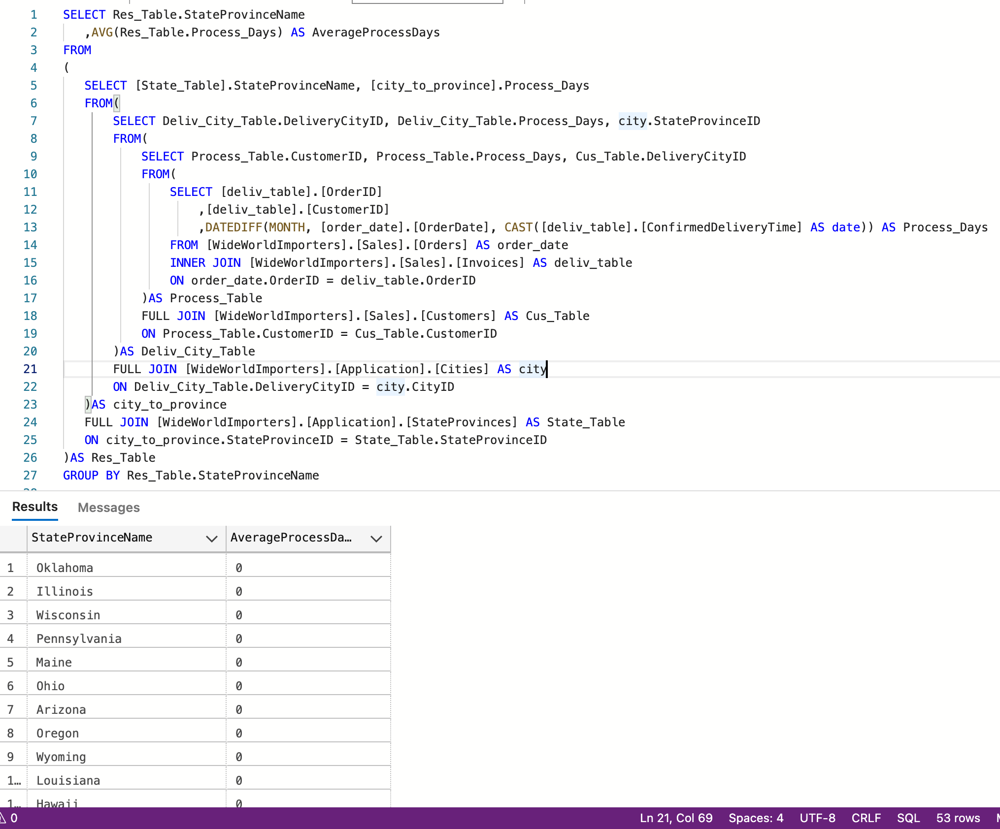 1 SELECT Res_Table.StateProvinceName
2 ,AVG(Res_Table.Process_Days) AS AverageProcessDays
3 FROM
4 (
5 SELECT [State_Table].StateProvinceName, [city_to_province].Process_Days
6 FROM(
7 SELECT Deliv_City_Table.DeliveryCityID, Deliv_City_Table.Process_Days, city.StateProvinceID
8 FROM(
9 SELECT Process_Table.CustomerID, Process_Table.Process_Days, Cus_Table.DeliveryCityID
10 FROM(
11 SELECT [deliv_table].[OrderID]
12 ,[deliv_table].[CustomerID]
13 ,DATEDIFF(MONTH, [order_date].[OrderDate], CAST([deliv_table].[ConfirmedDeliveryTime] AS date)) AS Process_Days
14 FROM [WideWorldImporters].[Sales].[Orders] AS order_date
15 INNER JOIN [WideWorldImporters].[Sales].[Invoices] AS deliv_table
16 ON order_date.OrderID = deliv_table.OrderID
17 )AS Process_Table
18 FULL JOIN [WideWorldImporters].[Sales].[Customers] AS Cus_Table
19 ON Process_Table.CustomerID = Cus_Table.CustomerID
20 )AS Deliv_City_Table
21 FULL JOIN [WideWorldImporters].[Application].[Cities] AS city
22 ON Deliv_City_Table.DeliveryCityID = city.CityID
23 )AS city_to_province
24 FULL JOIN [WideWorldImporters].[Application].[StateProvinces] AS State_Table
25 ON city_to_province.StateProvinceID = State_Table.StateProvinceID
26 )AS Res_Table
27 GROUP BY Res_Table.StateProvinceName
Results Messages
StateProvinceName AverageProcessDa…
1 Oklahoma 0
2 Illinois 0
3 Wisconsin 0
4 Pennsylvania 0
5 Maine 0
6 Ohio 0
7 Arizona 0
8 Oregon 0
9 Wyoming 0
1… Louisiana 0
1… Hawaii 0
0 Ln 21, Col 69 Spaces: 4 UTF-8 CRLF SQL 53 rows